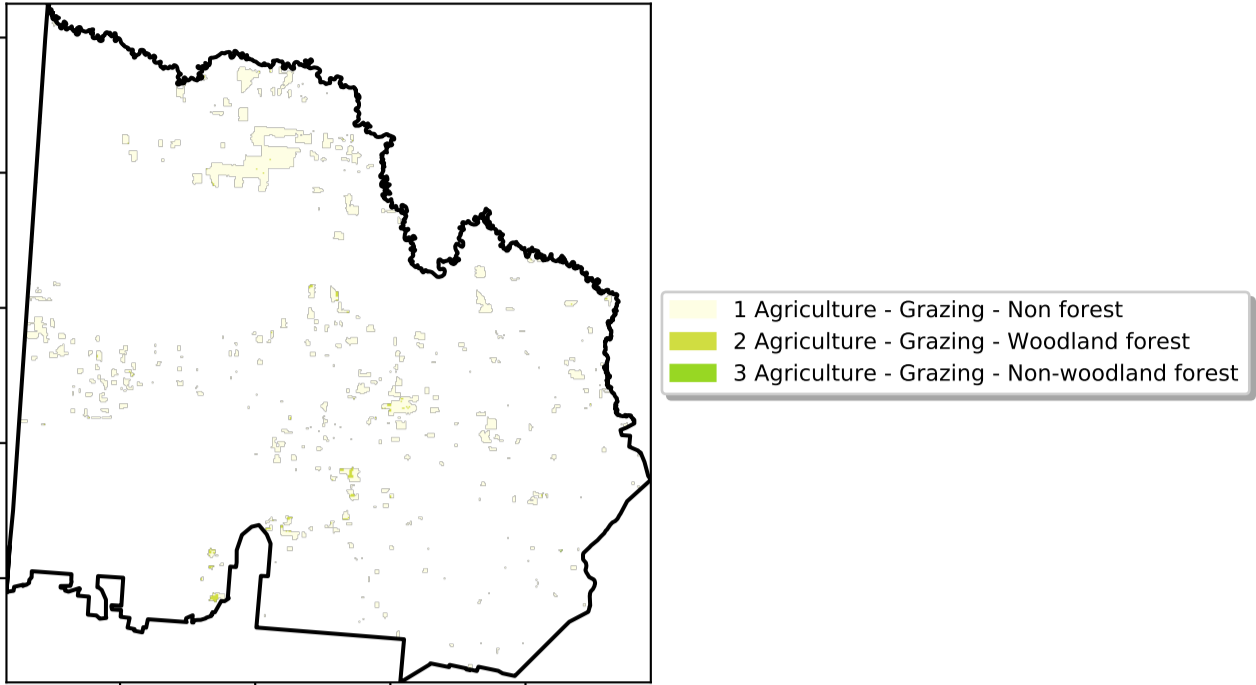 1 Agriculture - Grazing - Non forest
2 Agriculture - Grazing - Woodland forest
3 Agriculture - Grazing - Non-woodland forest